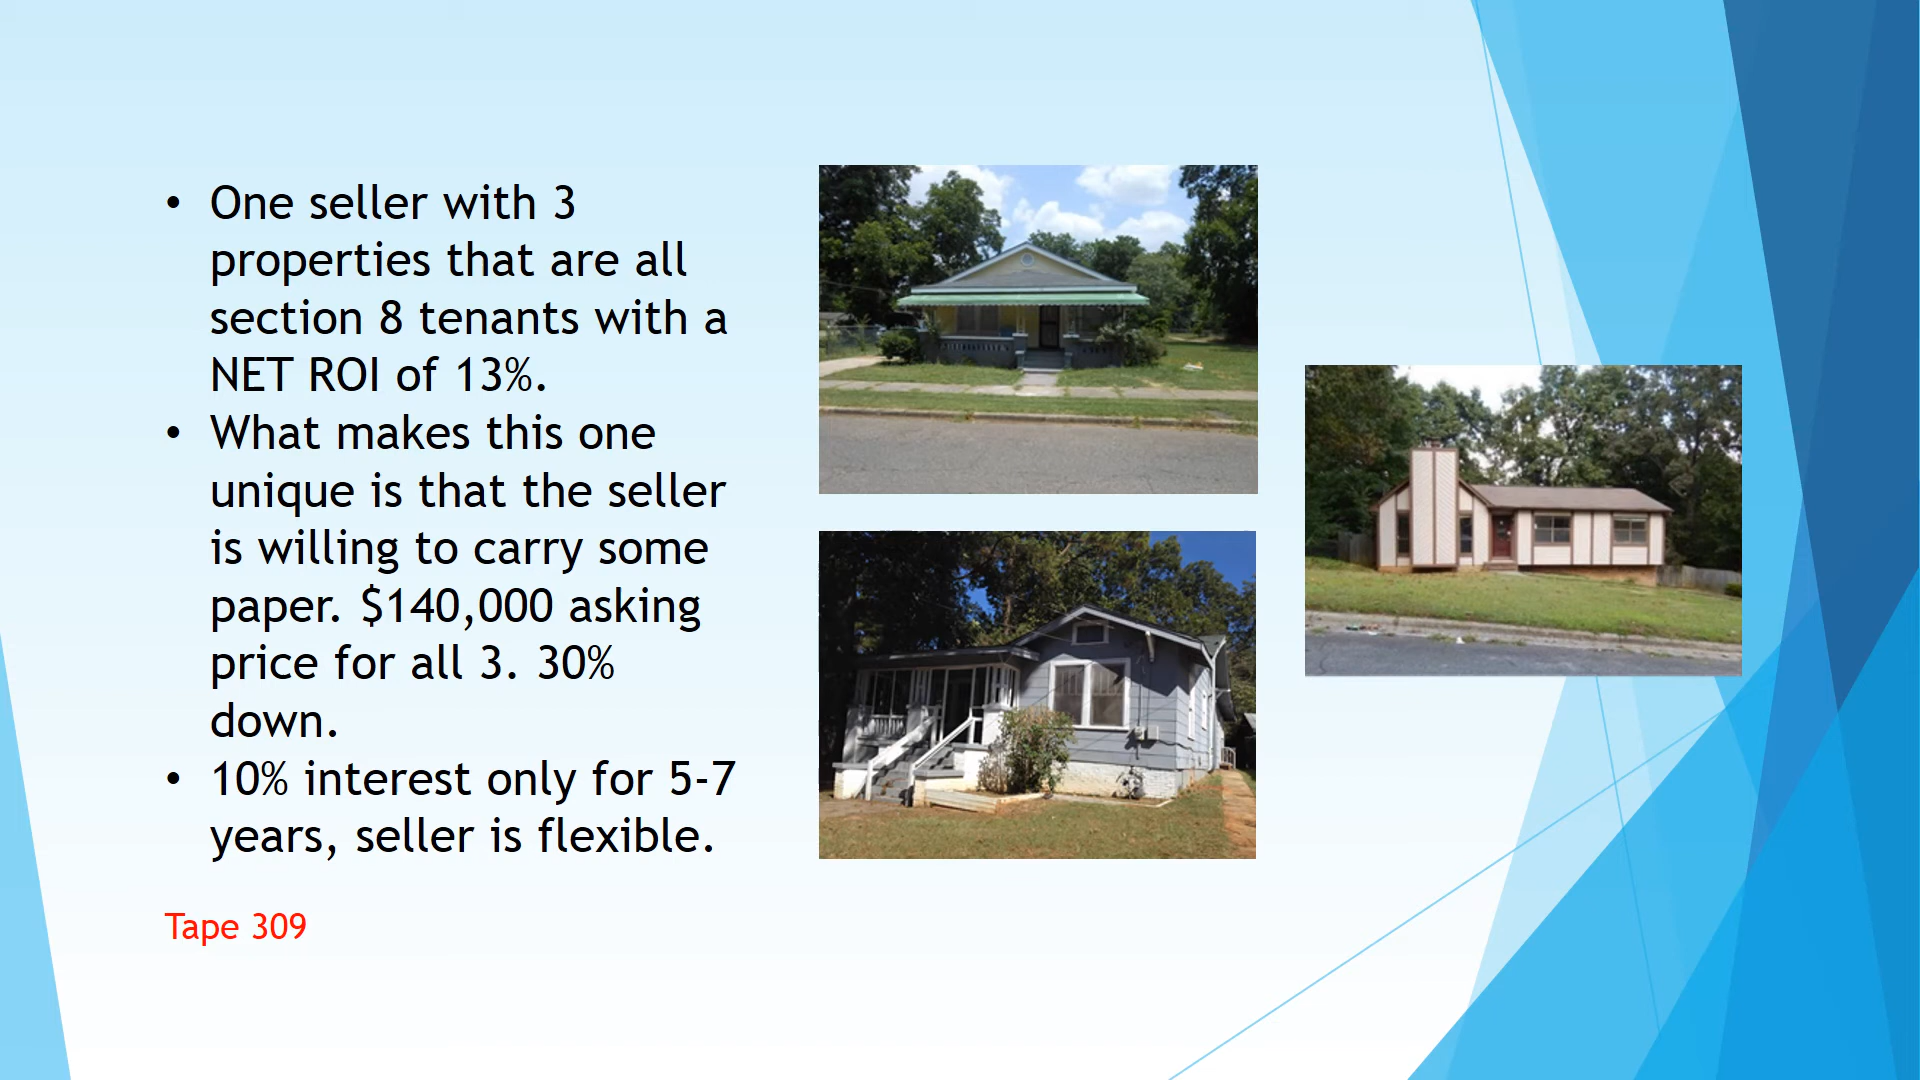 • One seller with 3
properties that are all
section 8 tenants with a
NET ROI of 13%.
• What makes this one
unique is that the seller
is willing to carry some
paper. $140,000 asking
price for all 3. 30%
down.
• 10% interest only for 5-7
years, seller is flexible.
Tape 309